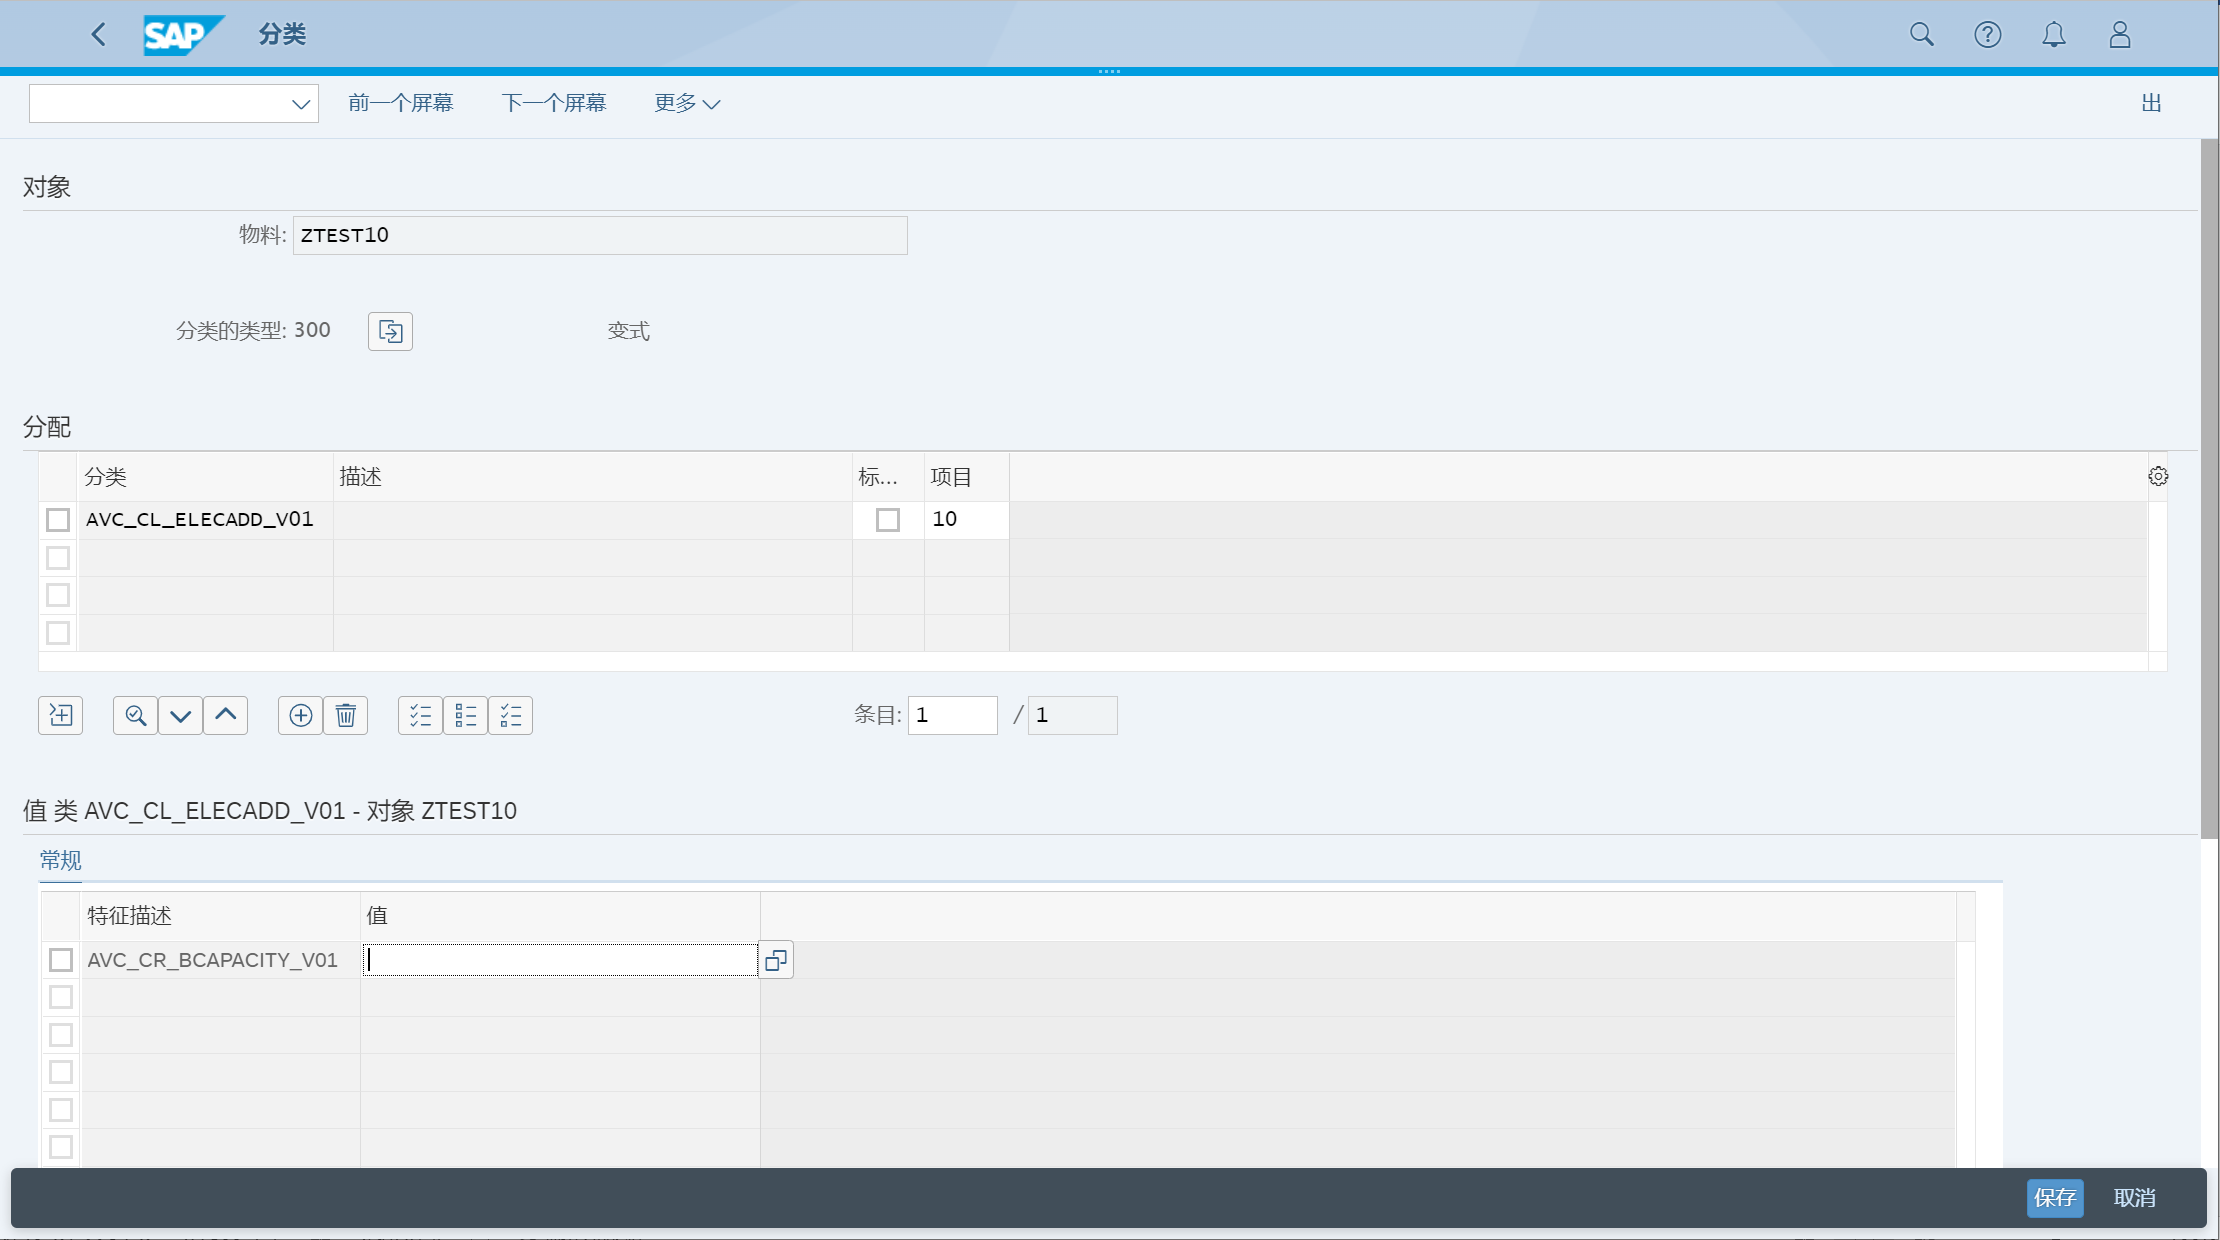 SAP 分类
前一个屏幕 下一个屏幕 更多 出
对象
物料: ZTEST10
分类的类型: 300 变式
分配
分类 描述 标... 项目
AVC_CL_ELECADD_V01 10
条目: 1 / 1
值 类 AVC_CL_ELECADD_V01 - 对象 ZTEST10
常规
特征描述 值
AVC_CR_BCAPACITY_V01
保存 取消